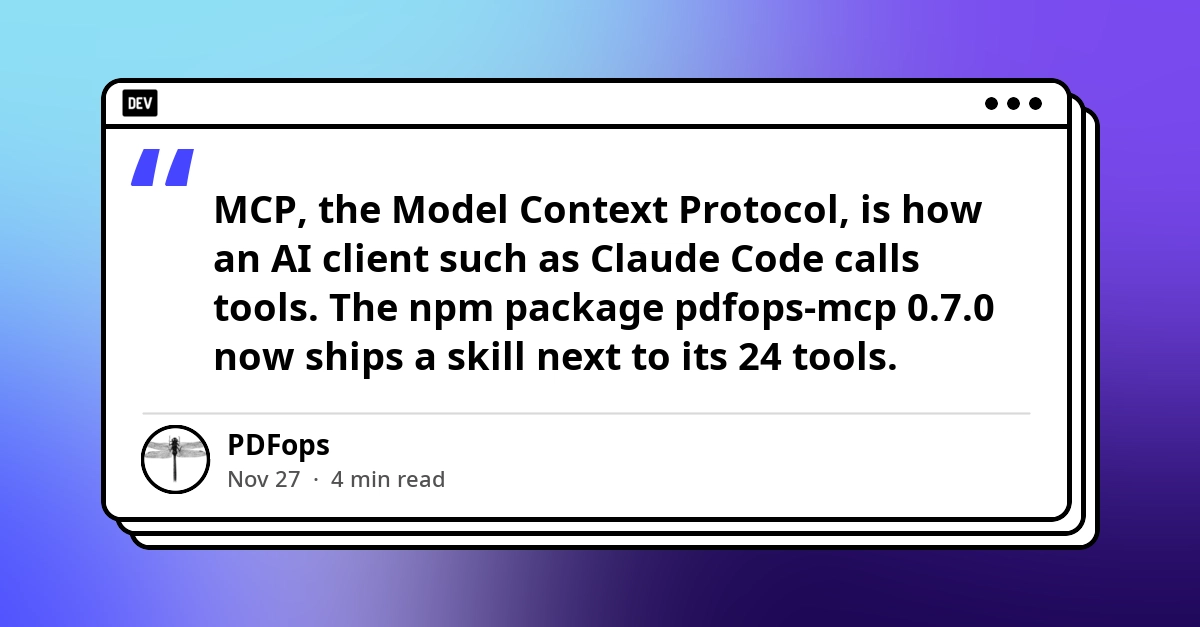 DEV
“
MCP, the Model Context Protocol, is how
an AI client such as Claude Code calls
tools. The npm package pdfops-mcp 0.7.0
now ships a skill next to its 24 tools.
PDFops
Nov 27 · 4 min read